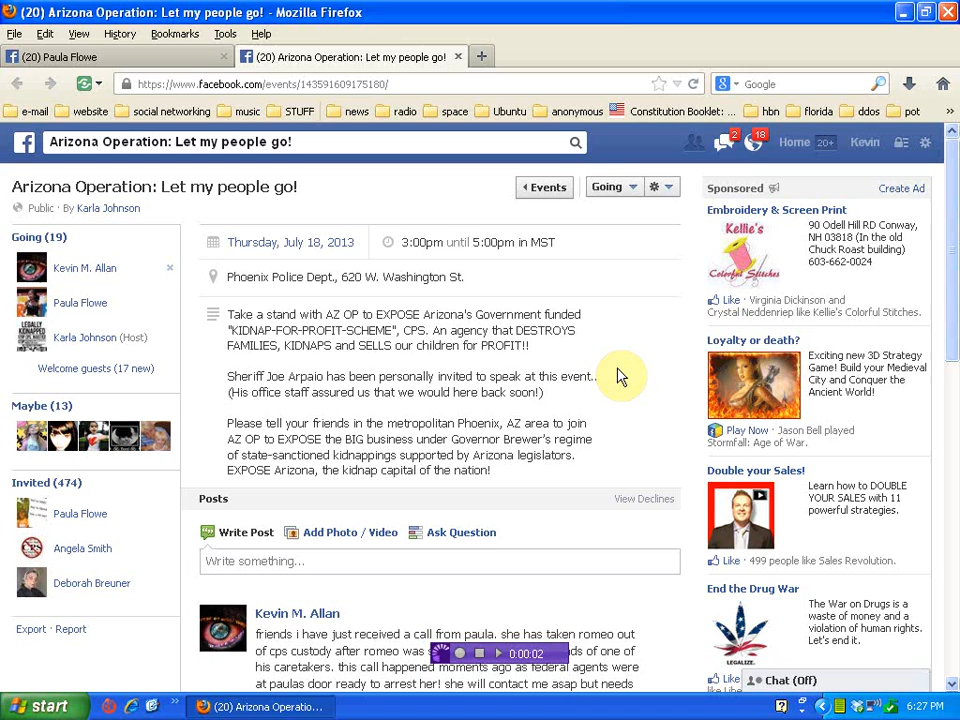 (20) Arizona Operation: Let my people go! - Mozilla Firefox
File Edit View History Bookmarks Tools Help
(20) Paula Flowe
(20) Arizona Operation: Let my people go!
https://www.facebook.com/events/143591609175180/
Google
e-mail website social networking music STUFF news radio space Ubuntu anonymous Constitution Booklet: ... hbn florida ddos pot
Arizona Operation: Let my people go!
2 18 Home 20+ Kevin
Arizona Operation: Let my people go!
Public · By Karla Johnson
Events
Going
Going (19)
Kevin M. Allan
Paula Flowe
LEGALLY KIDNAPPED
Karla Johnson (Host)
Welcome guests (17 new)
Maybe (13)
Invited (474)
Paula Flowe
CPS
Angela Smith
Deborah Breuner
Export · Report
Thursday, July 18, 2013
3:00pm until 5:00pm in MST
Phoenix Police Dept., 620 W. Washington St.
Take a stand with AZ OP to EXPOSE Arizona's Government funded
"KIDNAP-FOR-PROFIT-SCHEME", CPS. An agency that DESTROYS
FAMILIES, KIDNAPS and SELLS our children for PROFIT!!
Sheriff Joe Arpaio has been personally invited to speak at this event..
(His office staff assured us that we would here back soon!)
Please tell your friends in the metropolitan Phoenix, AZ area to join
AZ OP to EXPOSE the BIG business under Governor Brewer's regime
of state-sanctioned kidnappings supported by Arizona legislators.
EXPOSE Arizona, the kidnap capital of the nation!
Posts
View Declines
Write Post Add Photo / Video Ask Question
Write something...
Kevin M. Allan
friends i have just received a call from paula. she has taken romeo out
of cps custody after romeo was s ds of one of
his caretakers. this call happened moments ago as federal agents were
at paulas door ready to arrest her! she will contact me asap but needs
0:00:02
Sponsored
Create Ad
Embroidery & Screen Print
Kellie's
Colorful Stitches
90 Odell Hill RD Conway,
NH 03818 (In the old
Chuck Roast building)
603-662-0024
Like · Virginia Dickinson and
Crystal Neddenriep like Kellie's Colorful Stitches.
Loyalty or death?
Exciting new 3D Strategy
Game! Build your Medieval
City and Conquer the
Ancient World!
Play Now · Jason Bell played
Stormfall: Age of War.
Double your Sales!
Learn how to DOUBLE
YOUR SALES with 11
powerful strategies.
Like · 499 people like Sales Revolution.
End the Drug War
LEGALIZE.
The War on Drugs is a
waste of money and a
violation of human rights.
Let's end it.
Like
Chat (Off)
start
(20) Arizona Operatio...
6:27 PM